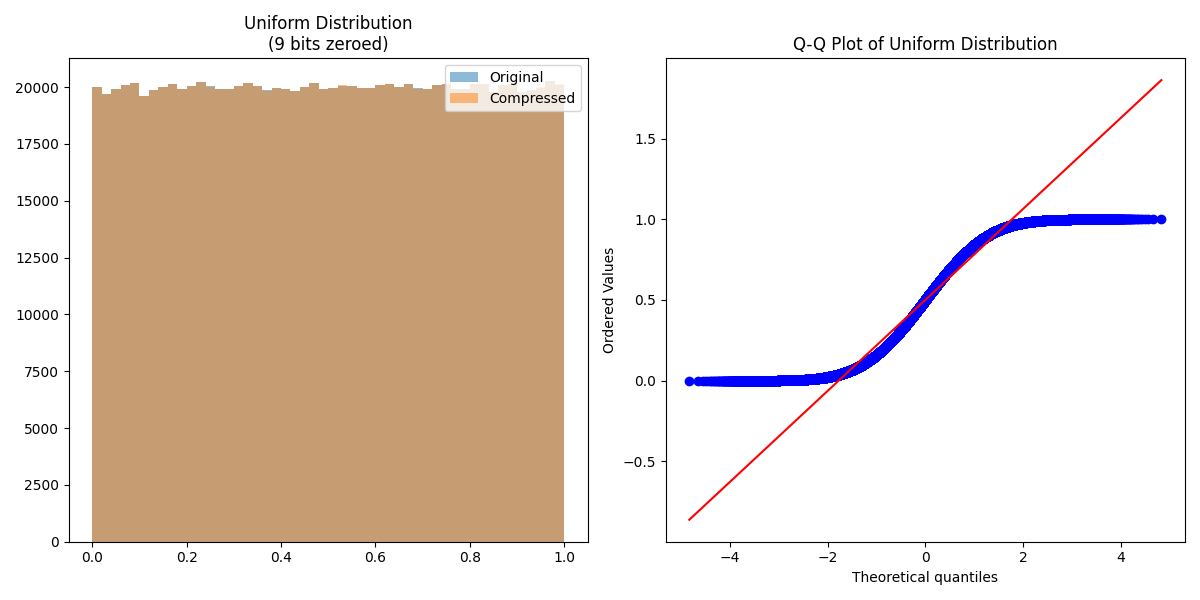 Uniform Distribution
(9 bits zeroed)
Original
Compressed
20000
17500
15000
12500
10000
7500
5000
2500
0
0.0 0.2 0.4 0.6 0.8 1.0
Q-Q Plot of Uniform Distribution
Ordered Values
1.5
1.0
0.5
0.0
−0.5
−4 −2 0 2 4
Theoretical quantiles